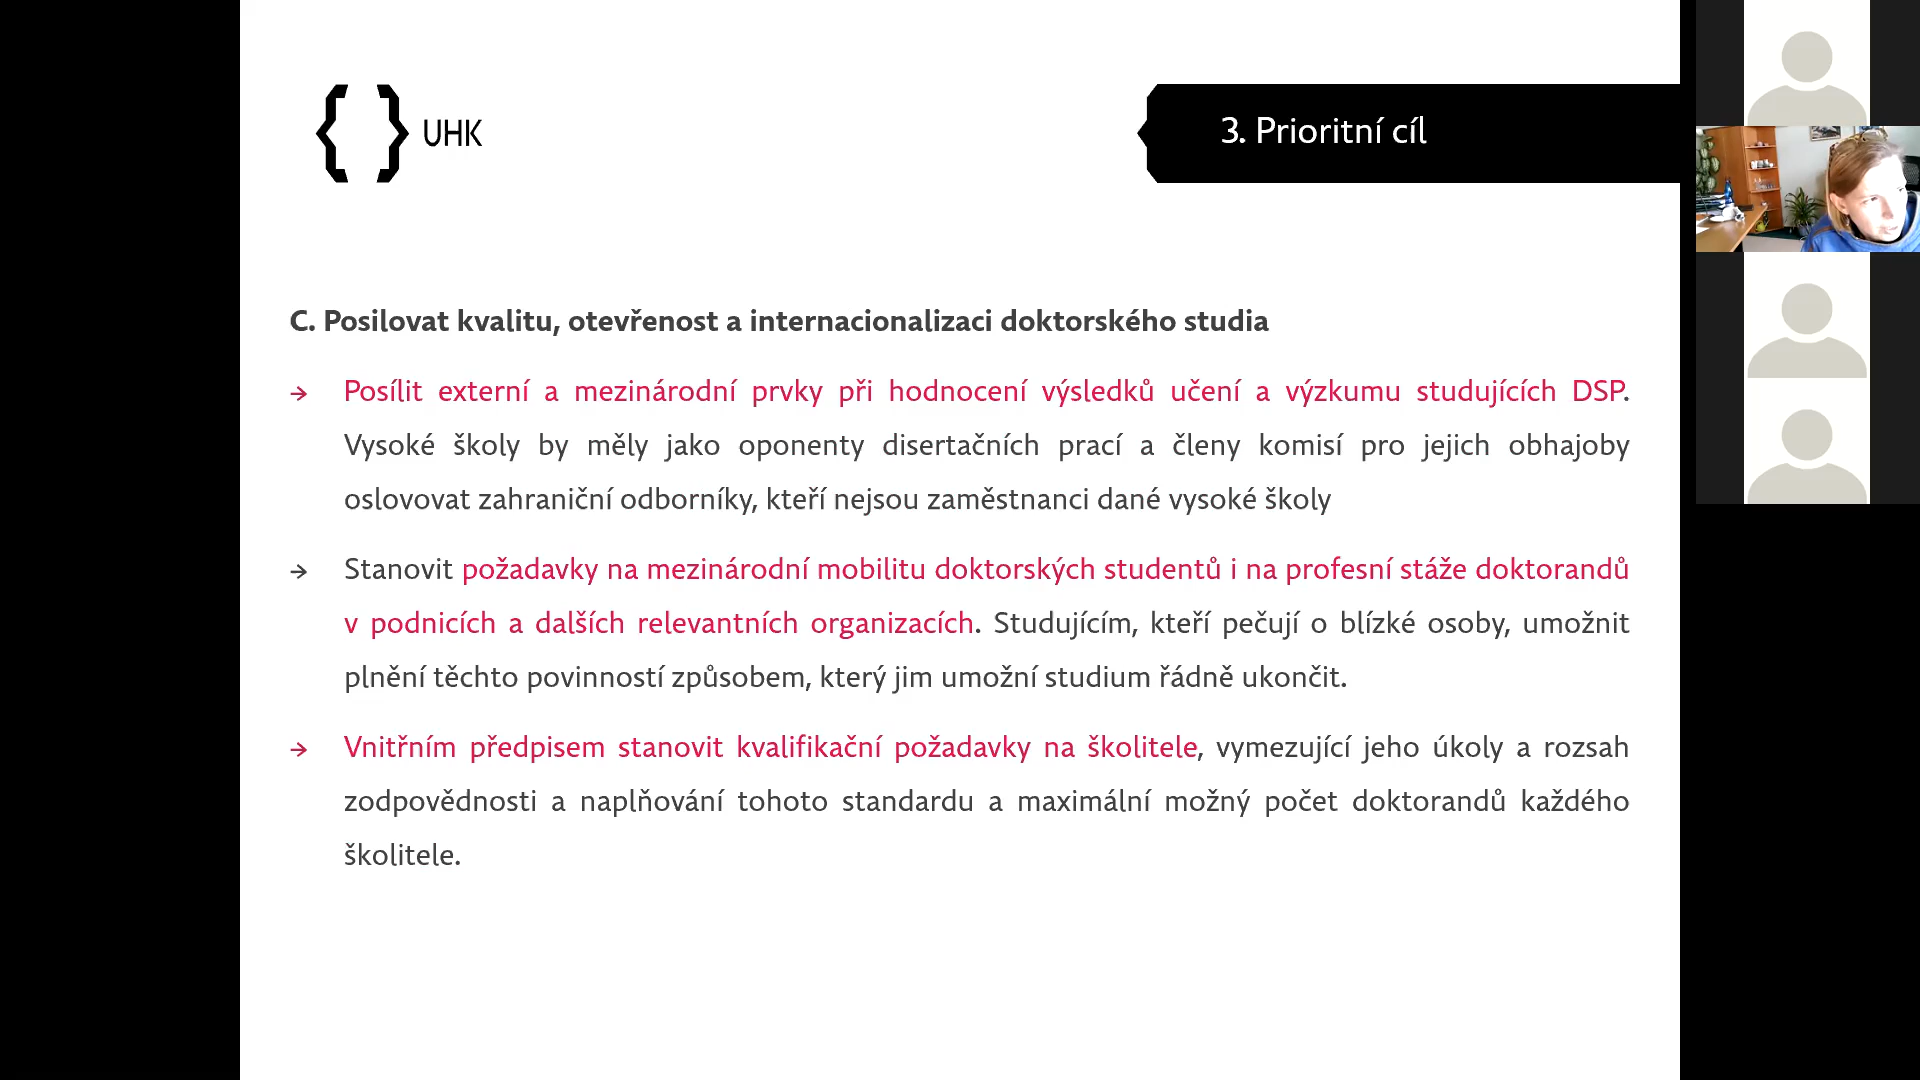 UHK
3. Prioritní cíl
C. Posilovat kvalitu, otevřenost a internacionalizaci doktorského studia
→ Posílit externí a mezinárodní prvky při hodnocení výsledků učení a výzkumu studujících DSP.
Vysoké školy by měly jako oponenty disertačních prací a členy komisí pro jejich obhajoby
oslovovat zahraniční odborníky, kteří nejsou zaměstnanci dané vysoké školy
→ Stanovit požadavky na mezinárodní mobilitu doktorských studentů i na profesní stáže doktorandů
v podnicích a dalších relevantních organizacích. Studujícím, kteří pečují o blízké osoby, umožnit
plnění těchto povinností způsobem, který jim umožní studium řádně ukončit.
→ Vnitřním předpisem stanovit kvalifikační požadavky na školitele, vymezující jeho úkoly a rozsah
zodpovědnosti a naplňování tohoto standardu a maximální možný počet doktorandů každého
školitele.